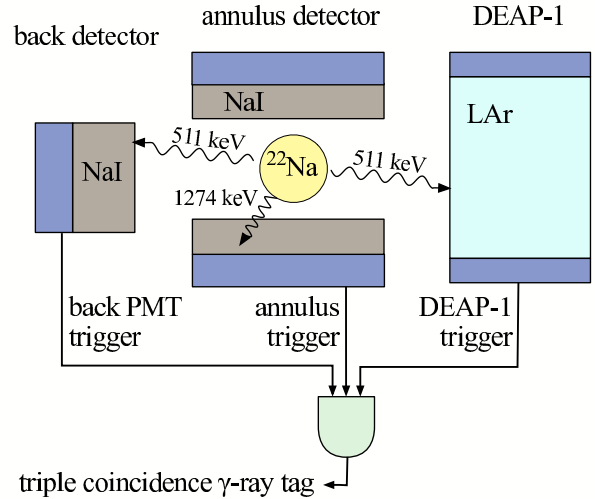 annulus detector
DEAP-1
back detector
NaI
LAr
511 keV
511 keV
²²Na
NaI
1274 keV
back PMT
trigger
annulus
trigger
DEAP-1
trigger
triple coincidence γ-ray tag